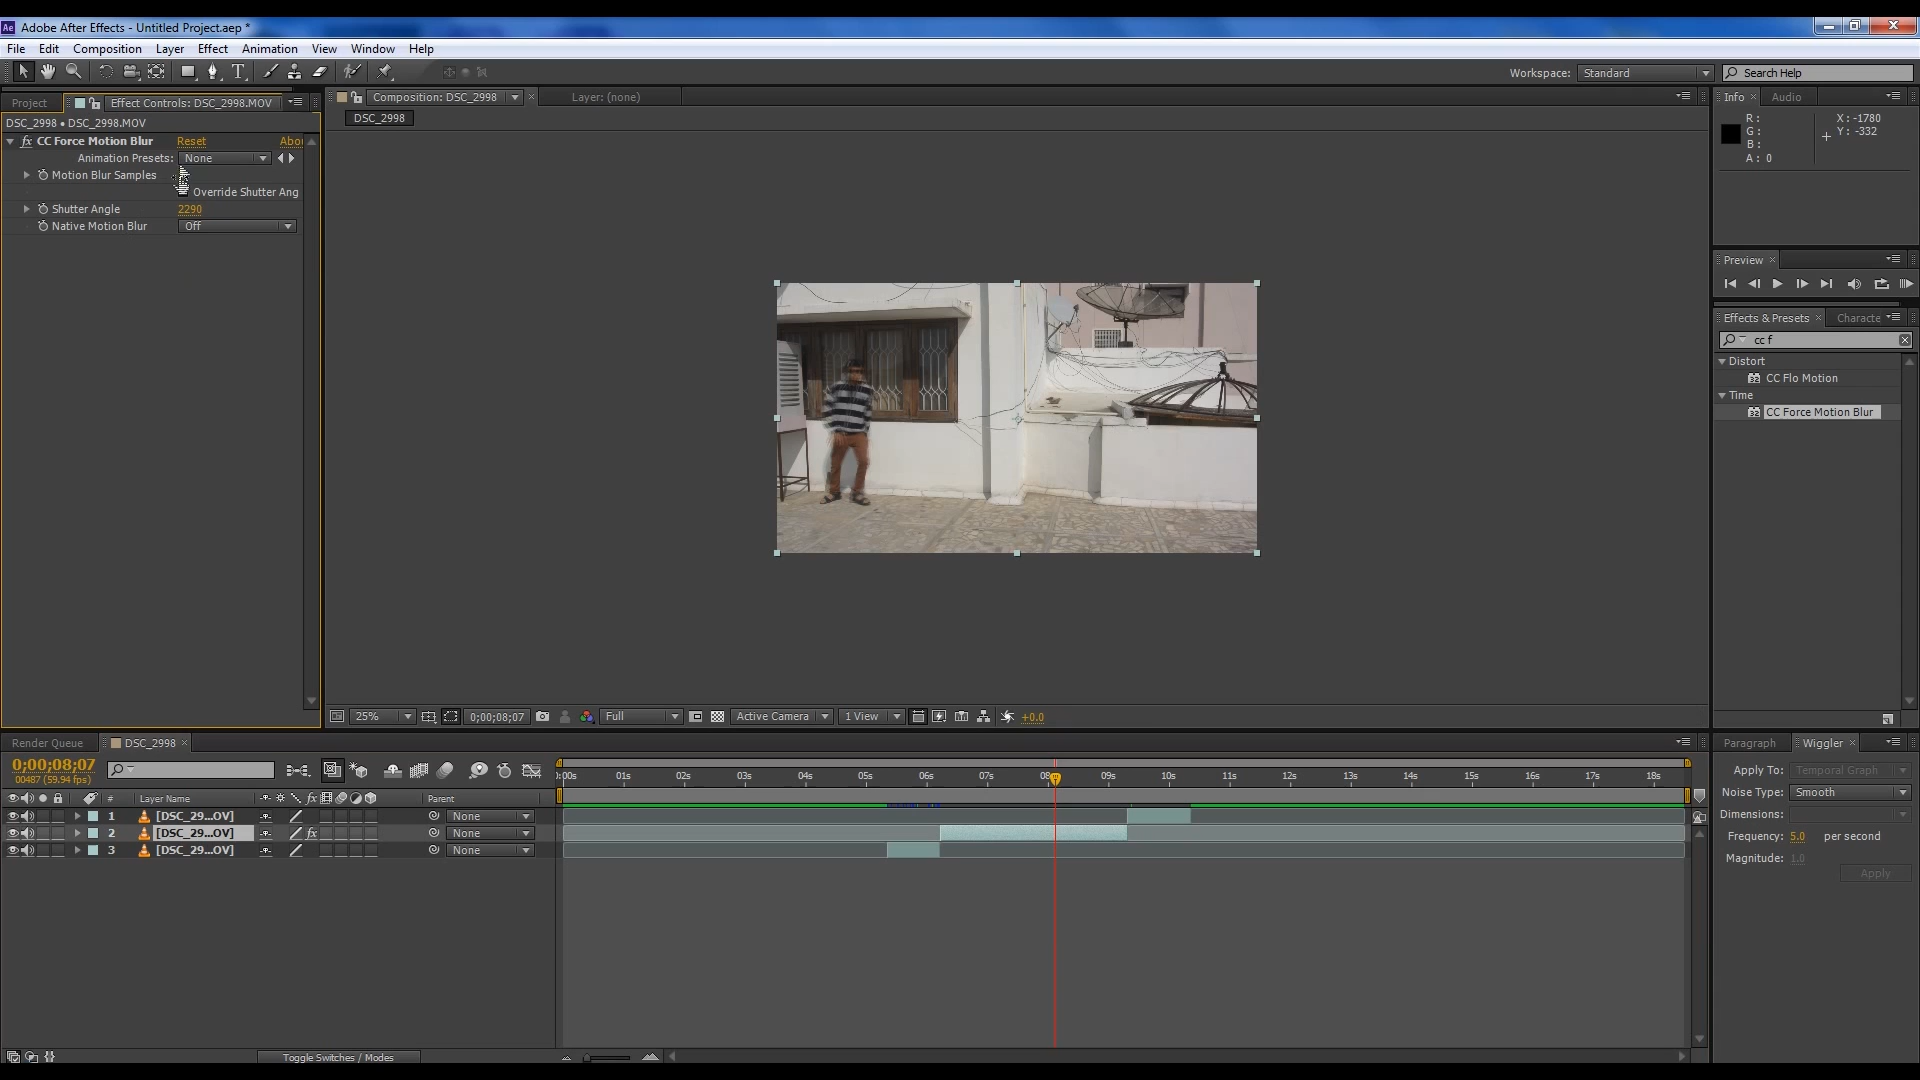 Adobe After Effects - Untitled Project.aep *
File Edit Composition Layer Effect Animation View Window Help
Workspace: Standard Search Help
Project Effect Controls: DSC_2998.MOV
DSC_2998 • DSC_2998.MOV
fx CC Force Motion Blur Reset Abou
Animation Presets: None
Motion Blur Samples
Override Shutter Ang
Shutter Angle 2290
Native Motion Blur Off
Composition: DSC_2998 Layer: (none)
DSC_2998
25% 0;00;08;07 Full Active Camera 1 View +0.0
Info Audio
R: X: -1780
G: Y: -332
B:
A: 0
Preview
Effects & Presets Characte
cc f
Distort
CC Flo Motion
Time
CC Force Motion Blur
Render Queue DSC_2998
0;00;08;07
00487 (59.94 fps)
:00s 01s 02s 03s 04s 05s 06s 07s 08s 09s 10s 11s 12s 13s 14s 15s 16s 17s 18s
# Layer Name fx Parent
1 [DSC_29...OV] None
2 [DSC_29...OV] fx None
3 [DSC_29...OV] None
Toggle Switches / Modes
Paragraph Wiggler
Apply To: Temporal Graph
Noise Type: Smooth
Dimensions:
Frequency: 5.0 per second
Magnitude: 1.0
Apply